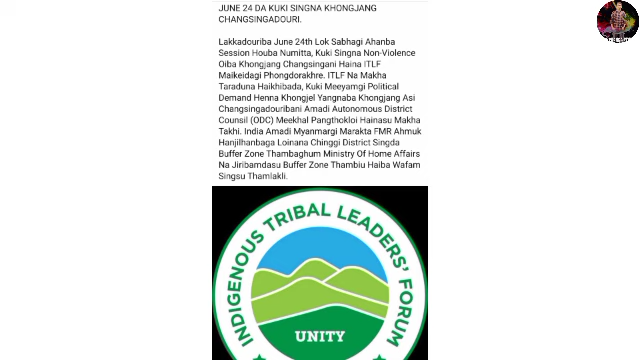 JUNE 24 DA KUKI SINGNA KHONGJANG
CHANGSINGADOURI.
Lakkadouriba June 24th Lok Sabhagi Ahanba
Session Houba Numitta, Kuki Singna Non-Violence
Oiba Khongjang Changsingani Haina ITLF
Maikeidagi Phongdorakhre. ITLF Na Makha
Taraduna Haikhibada, Kuki Meeyamgi Political
Demand Henna Khongjel Yangnaba Khongjang Asi
Changsingadouribani Amadi Autonomous District
Counsil (ODC) Meekhal Pangthokloi Hainasu Makha
Takhi. India Amadi Myanmargi Marakta FMR Ahmuk
Hanjilhanbaga Loinana Chinggi District Singda
Buffer Zone Thambaghum Ministry Of Home Affairs
Na Jiribamdasu Buffer Zone Thambiu Haiba Wafam
Singsu Thamlakli.
INDIGENOUS TRIBAL LEADERS' FORUM
UNITY